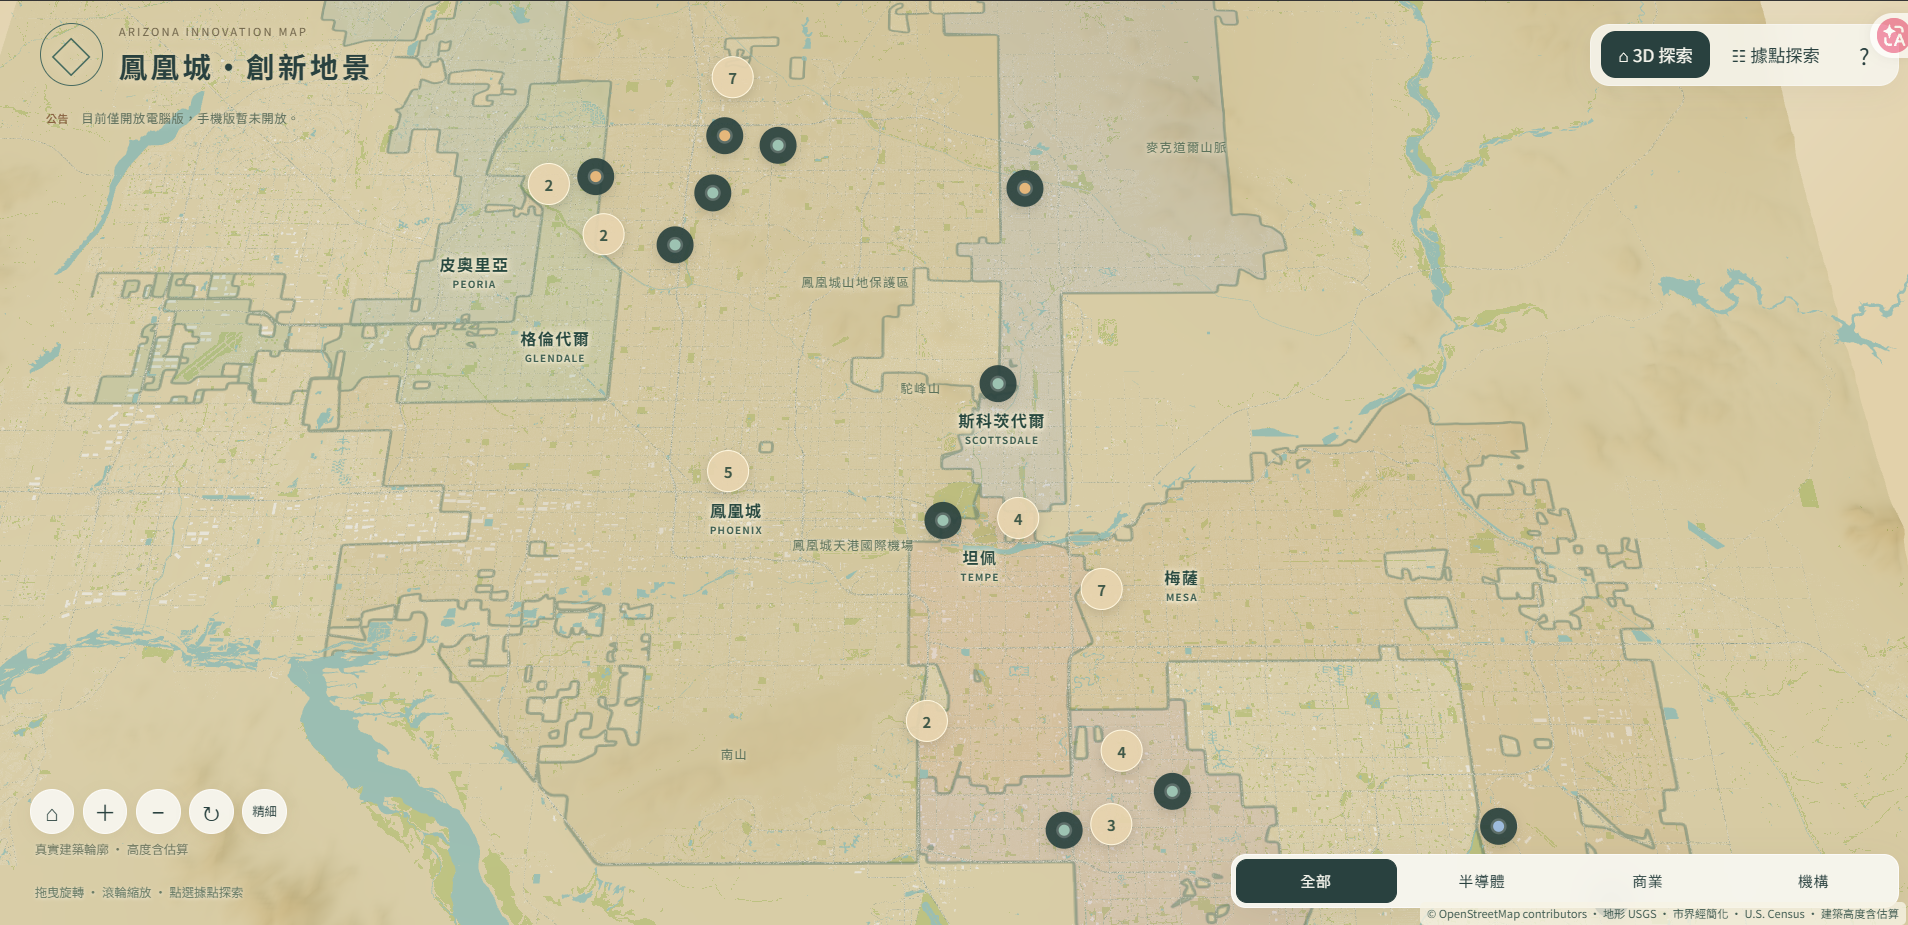 ARIZONA INNOVATION MAP
鳳凰城・創新地景
公告 目前僅開放電腦版，手機版暫未開放。
3D 探索
據點探索
?
7
麥克道爾山脈
2
2
皮奧里亞
PEORIA
鳳凰城山地保護區
格倫代爾
GLENDALE
駝峰山
斯科茨代爾
SCOTTSDALE
5
鳳凰城
PHOENIX
4
鳳凰城天港國際機場
坦佩
TEMPE
梅薩
MESA
7
2
南山
4
3
精細
真實建築輪廓・高度含估算
拖曳旋轉・滾輪縮放・點選據點探索
全部
半導體
商業
機構
© OpenStreetMap contributors・地形 USGS・市界經簡化・U.S. Census・建築高度含估算